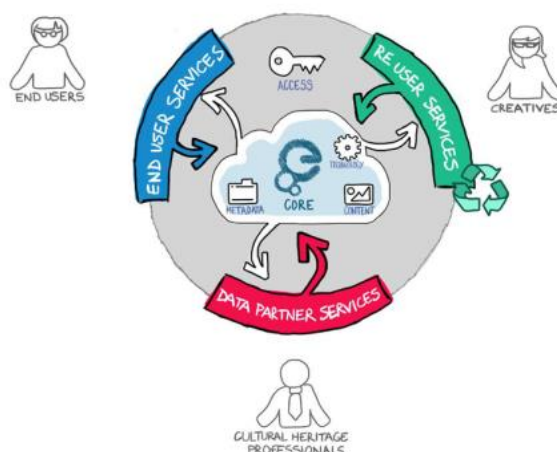 END USERS
CREATIVES
END USER SERVICES
RE USER SERVICES
ACCESS
TECHNOLOGY
METADATA
CORE
CONTENT
DATA PARTNER SERVICES
CULTURAL HERITAGE
PROFESSIONALS